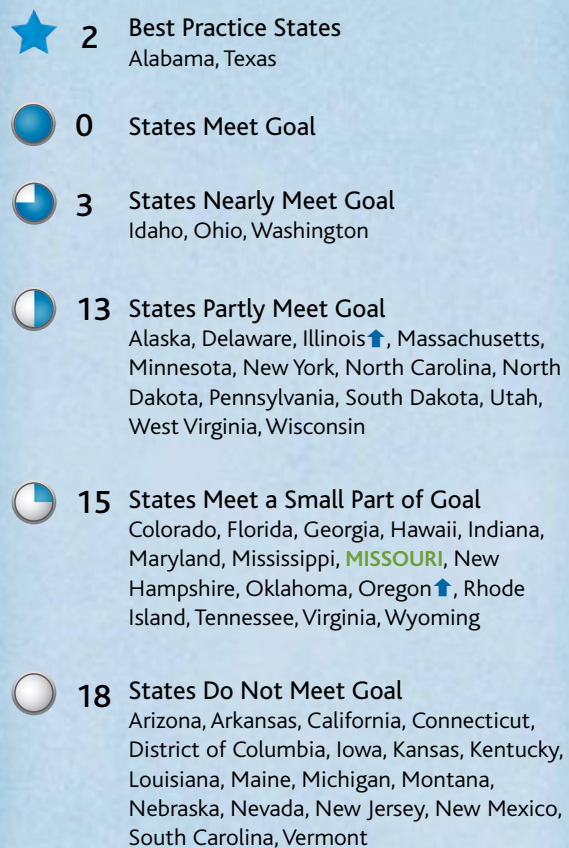 2 Best Practice States
Alabama, Texas
0 States Meet Goal
3 States Nearly Meet Goal
Idaho, Ohio, Washington
13 States Partly Meet Goal
Alaska, Delaware, Illinois⬆, Massachusetts,
Minnesota, New York, North Carolina, North
Dakota, Pennsylvania, South Dakota, Utah,
West Virginia, Wisconsin
15 States Meet a Small Part of Goal
Colorado, Florida, Georgia, Hawaii, Indiana,
Maryland, Mississippi, MISSOURI, New
Hampshire, Oklahoma, Oregon⬆, Rhode
Island, Tennessee, Virginia, Wyoming
18 States Do Not Meet Goal
Arizona, Arkansas, California, Connecticut,
District of Columbia, Iowa, Kansas, Kentucky,
Louisiana, Maine, Michigan, Montana,
Nebraska, Nevada, New Jersey, New Mexico,
South Carolina, Vermont